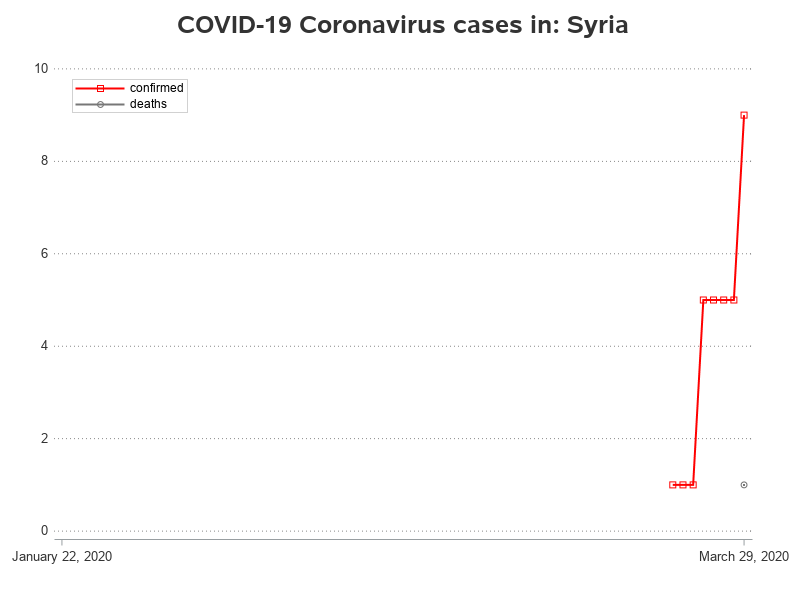 COVID-19 Coronavirus cases in: Syria
10
confirmed
deaths
8
6
4
2
0
January 22, 2020
March 29, 2020